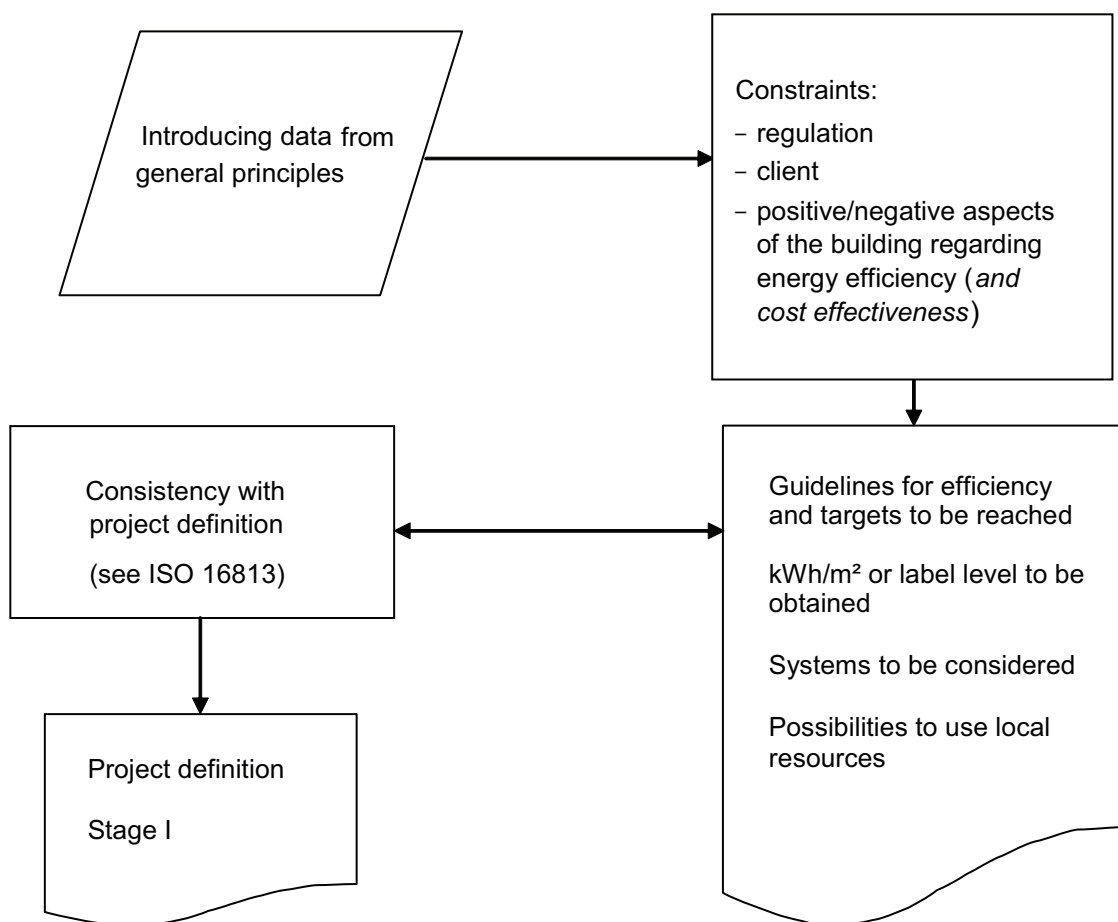 Introducing data from
general principles
Constraints:
– regulation
– client
– positive/negative aspects
of the building regarding
energy efficiency (and
cost effectiveness)
Consistency with
project definition
(see ISO 16813)
Guidelines for efficiency
and targets to be reached
kWh/m² or label level to be
obtained
Systems to be considered
Possibilities to use local
resources
Project definition
Stage I